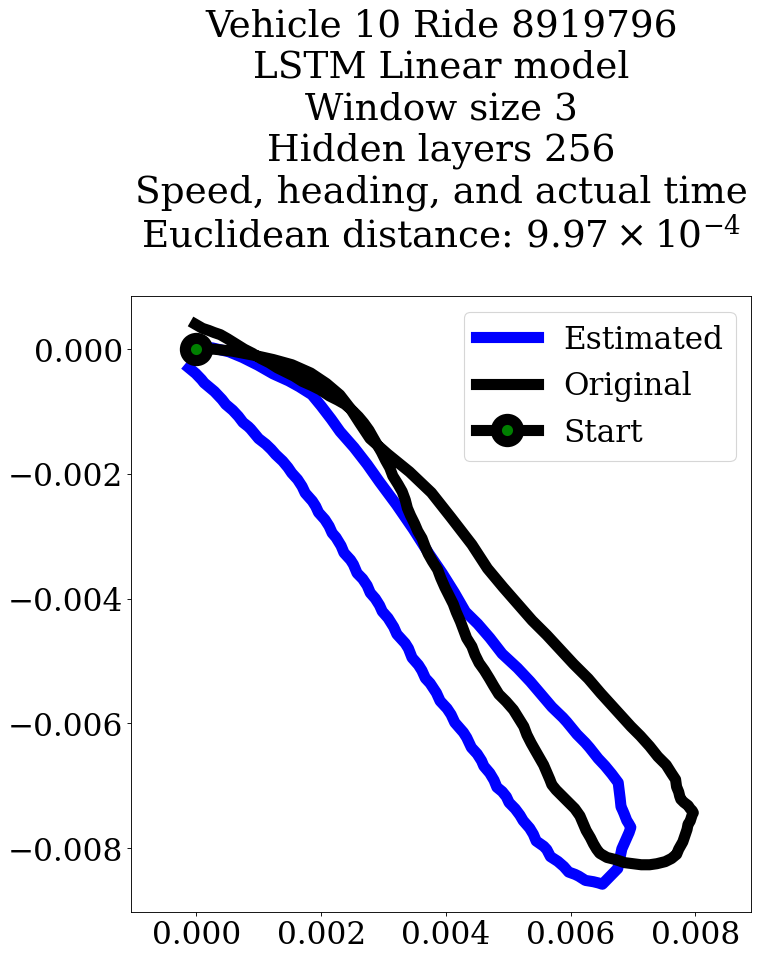 Vehicle 10 Ride 8919796
LSTM Linear model
Window size 3
Hidden layers 256
Speed, heading, and actual time
Euclidean distance: 9.97 × 10⁻⁴
Estimated
Original
Start
0.000
−0.002
−0.004
−0.006
−0.008
0.000 0.002 0.004 0.006 0.008